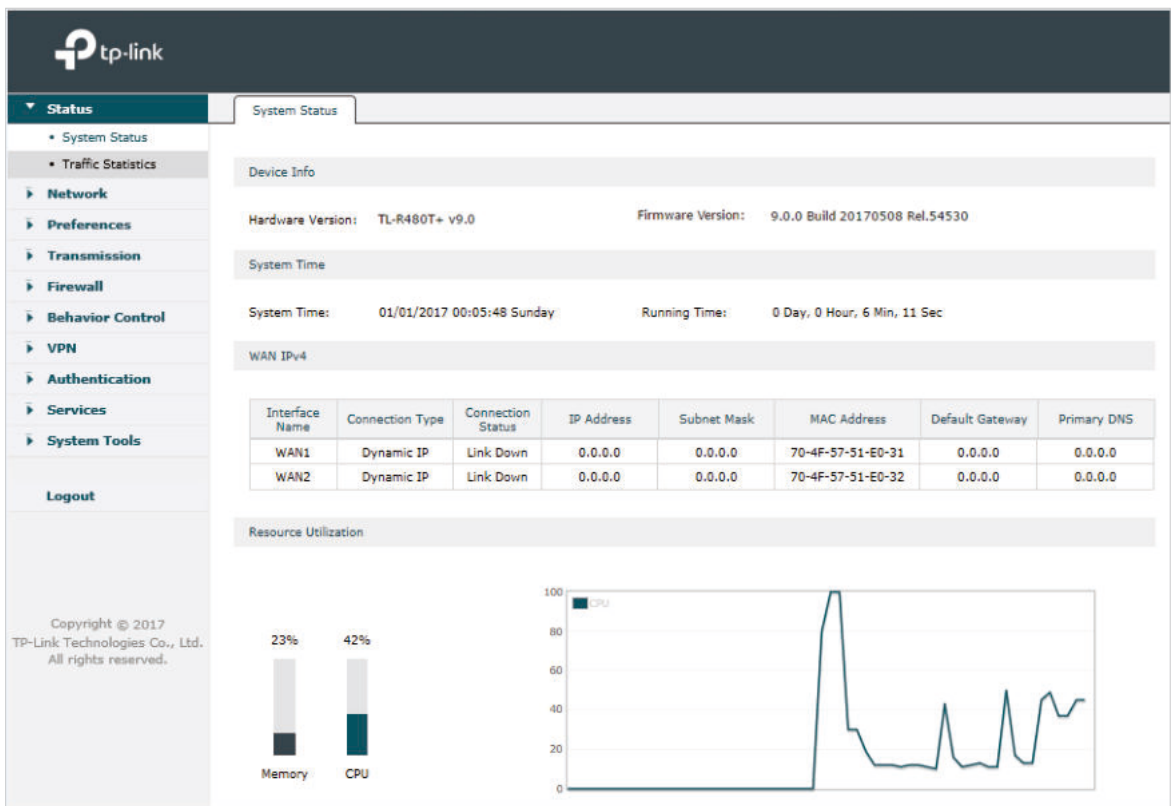 tp-link
Status
System Status
Traffic Statistics
Network
Preferences
Transmission
Firewall
Behavior Control
VPN
Authentication
Services
System Tools
Logout
Copyright © 2017
TP-Link Technologies Co., Ltd.
All rights reserved.
System Status
Device Info
Hardware Version: TL-R480T+ v9.0 Firmware Version: 9.0.0 Build 20170508 Rel.54530
System Time
System Time: 01/01/2017 00:05:48 Sunday Running Time: 0 Day, 0 Hour, 6 Min, 11 Sec
WAN IPv4
Interface Name Connection Type Connection Status IP Address Subnet Mask MAC Address Default Gateway Primary DNS
WAN1 Dynamic IP Link Down 0.0.0.0 0.0.0.0 70-4F-57-51-E0-31 0.0.0.0 0.0.0.0
WAN2 Dynamic IP Link Down 0.0.0.0 0.0.0.0 70-4F-57-51-E0-32 0.0.0.0 0.0.0.0
Resource Utilization
23% 42%
Memory CPU
100
CPU
80
60
40
20
0